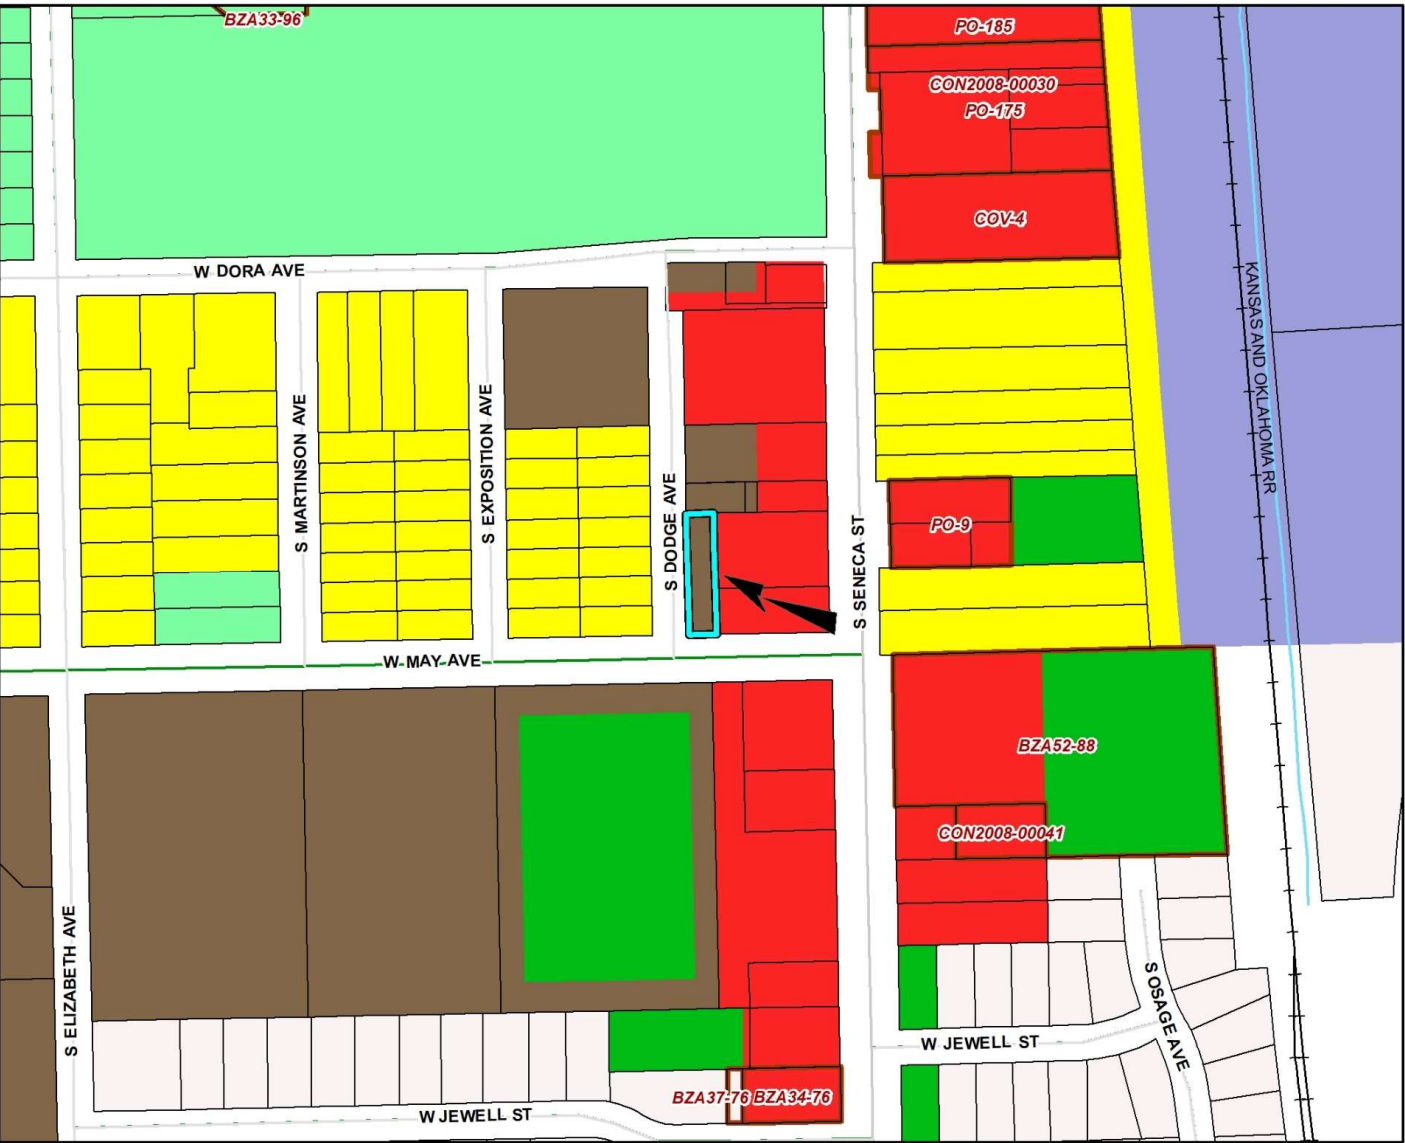 BZA33-96
PO-185
CON2008-00030
PO-175
COV-4
W DORA AVE
KANSAS AND OKLAHOMA RR
S MARTINSON AVE
S EXPOSITION AVE
S DODGE AVE
S SENECA ST
PO-9
W MAY AVE
BZA52-88
CON2008-00041
S ELIZABETH AVE
S OSAGE AVE
W JEWELL ST
BZA37-76
BZA34-76
W JEWELL ST